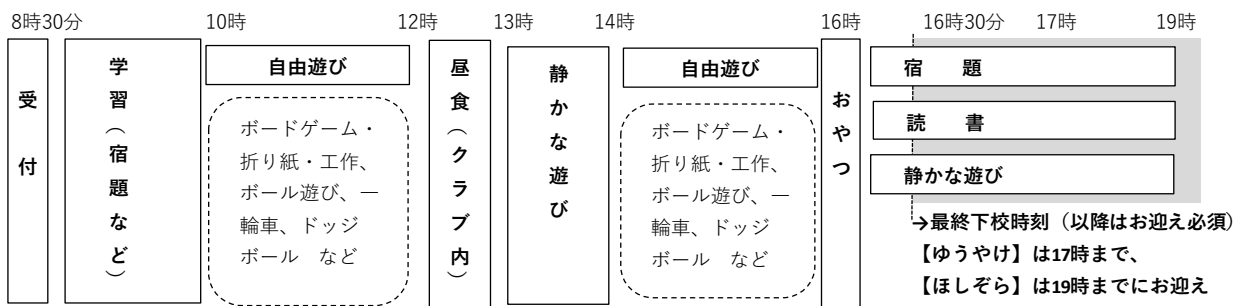 8時30分 10時 12時 13時 14時 16時 16時30分 17時 19時
受付
学習(宿題など)
自由遊び
ボードゲーム・
折り紙・工作、
ボール遊び、一
輪車、ドッジ
ボール など
昼食(クラブ内)
静かな遊び
自由遊び
ボードゲーム・
折り紙・工作、
ボール遊び、一
輪車、ドッジ
ボール など
おやつ
宿 題
読 書
静かな遊び
→最終下校時刻(以降はお迎え必須)
【ゆうやけ】は17時まで、
【ほしぞら】は19時までにお迎え